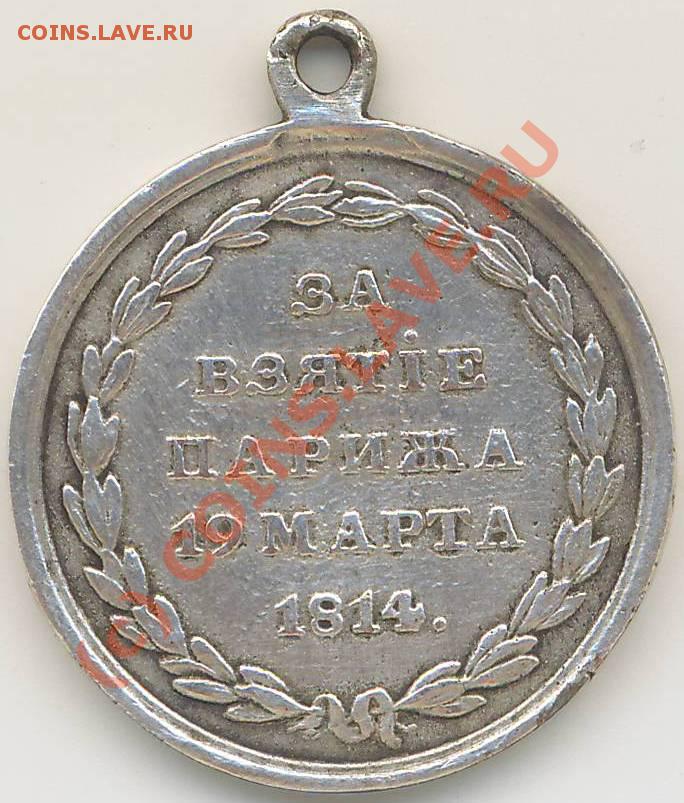 COINS.LAVE.RU
ЗА
ВЗЯТІЕ
ПАРИЖА
19 МАРТА
1814.
(c) COINS.LAVE.RU